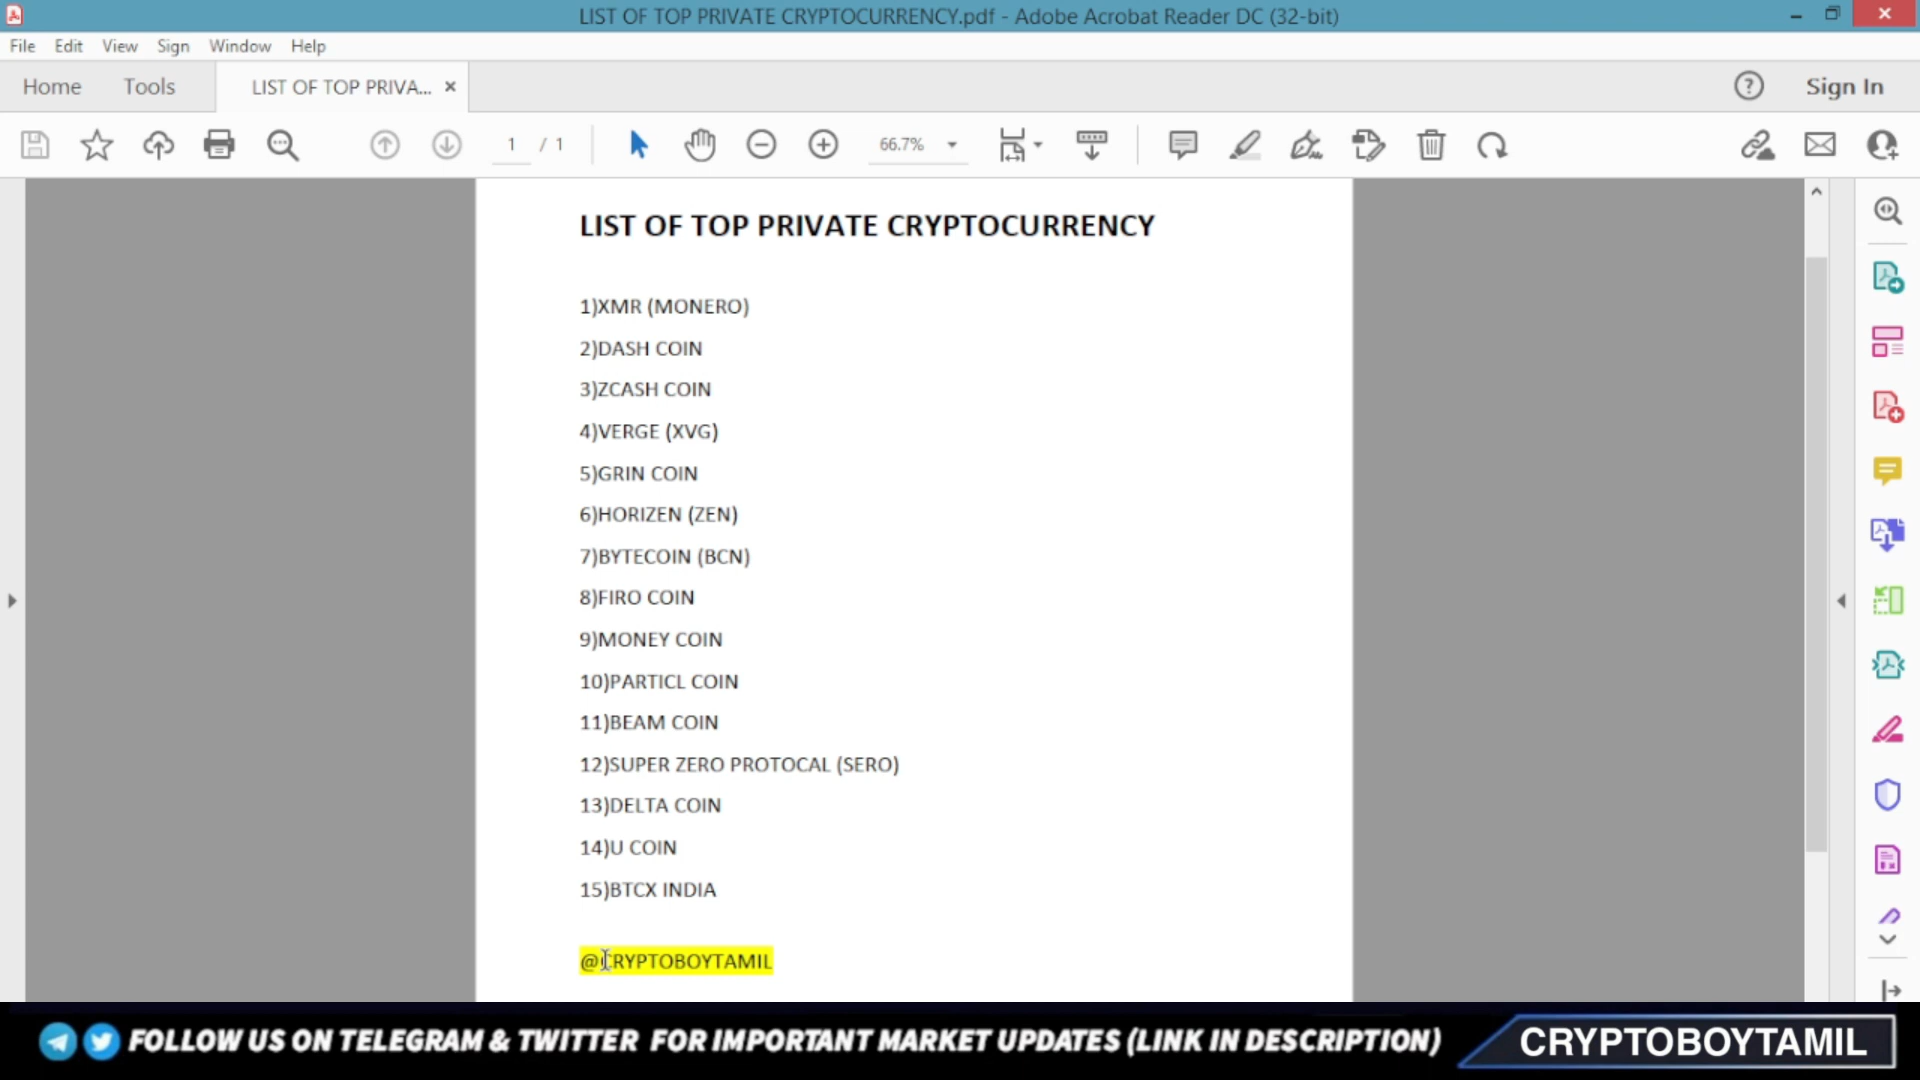 LIST OF TOP PRIVATE CRYPTOCURRENCY.pdf - Adobe Acrobat Reader DC (32-bit)
File Edit View Sign Window Help
Home Tools LIST OF TOP PRIVA... × ? Sign In
1 / 1 66.7%
LIST OF TOP PRIVATE CRYPTOCURRENCY
1)XMR (MONERO)
2)DASH COIN
3)ZCASH COIN
4)VERGE (XVG)
5)GRIN COIN
6)HORIZEN (ZEN)
7)BYTECOIN (BCN)
8)FIRO COIN
9)MONEY COIN
10)PARTICL COIN
11)BEAM COIN
12)SUPER ZERO PROTOCAL (SERO)
13)DELTA COIN
14)U COIN
15)BTCX INDIA
@CRYPTOBOYTAMIL
FOLLOW US ON TELEGRAM & TWITTER FOR IMPORTANT MARKET UPDATES (LINK IN DESCRIPTION) CRYPTOBOYTAMIL